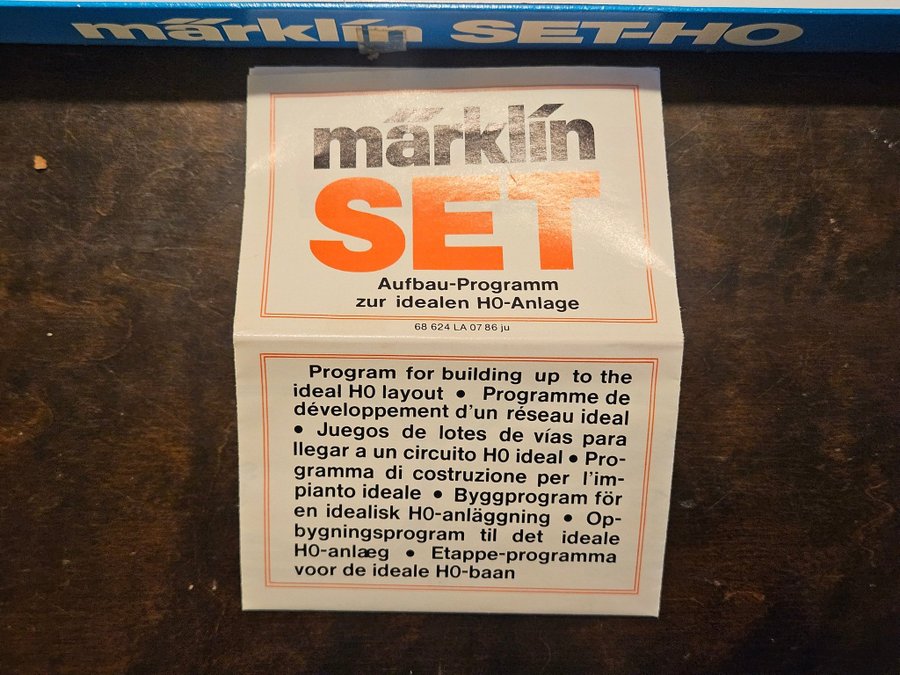 märklin SET-HO
märklin
SET
Aufbau-Programm
zur idealen H0-Anlage
68 624 LA 07 86 ju
Program for building up to the
ideal H0 layout • Programme de
développement d'un réseau ideal
• Juegos de lotes de vías para
llegar a un circuito H0 ideal • Pro-
gramma di costruzione per l'im-
pianto ideale • Byggprogram för
en idealisk H0-anläggning • Op-
bygningsprogram til det ideale
H0-anlæg • Etappe-programma
voor de ideale H0-baan